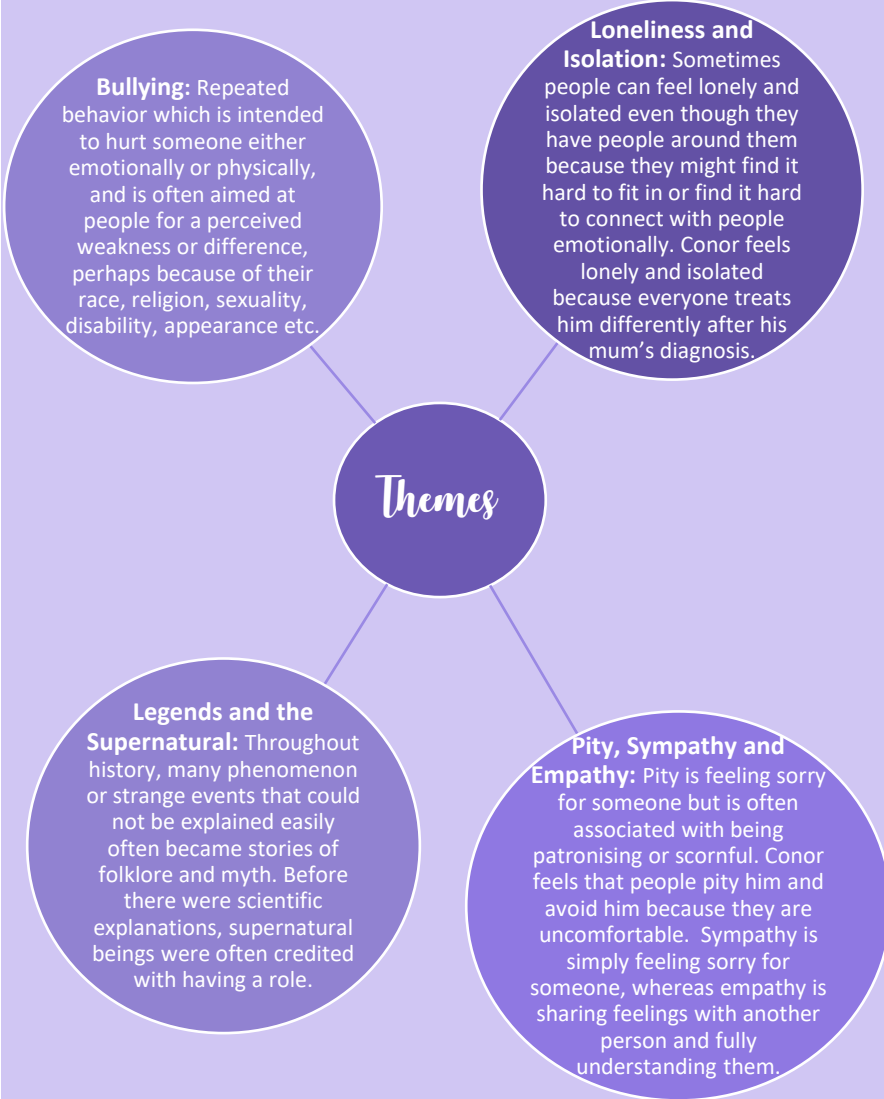 Bullying: Repeated
behavior which is intended
to hurt someone either
emotionally or physically,
and is often aimed at
people for a perceived
weakness or difference,
perhaps because of their
race, religion, sexuality,
disability, appearance etc.
Loneliness and
Isolation: Sometimes
people can feel lonely and
isolated even though they
have people around them
because they might find it
hard to fit in or find it hard
to connect with people
emotionally. Conor feels
lonely and isolated
because everyone treats
him differently after his
mum’s diagnosis.
Themes
Legends and the
Supernatural: Throughout
history, many phenomenon
or strange events that could
not be explained easily
often became stories of
folklore and myth. Before
there were scientific
explanations, supernatural
beings were often credited
with having a role.
Pity, Sympathy and
Empathy: Pity is feeling sorry
for someone but is often
associated with being
patronising or scornful. Conor
feels that people pity him and
avoid him because they are
uncomfortable.  Sympathy is
simply feeling sorry for
someone, whereas empathy is
sharing feelings with another
person and fully
understanding them.